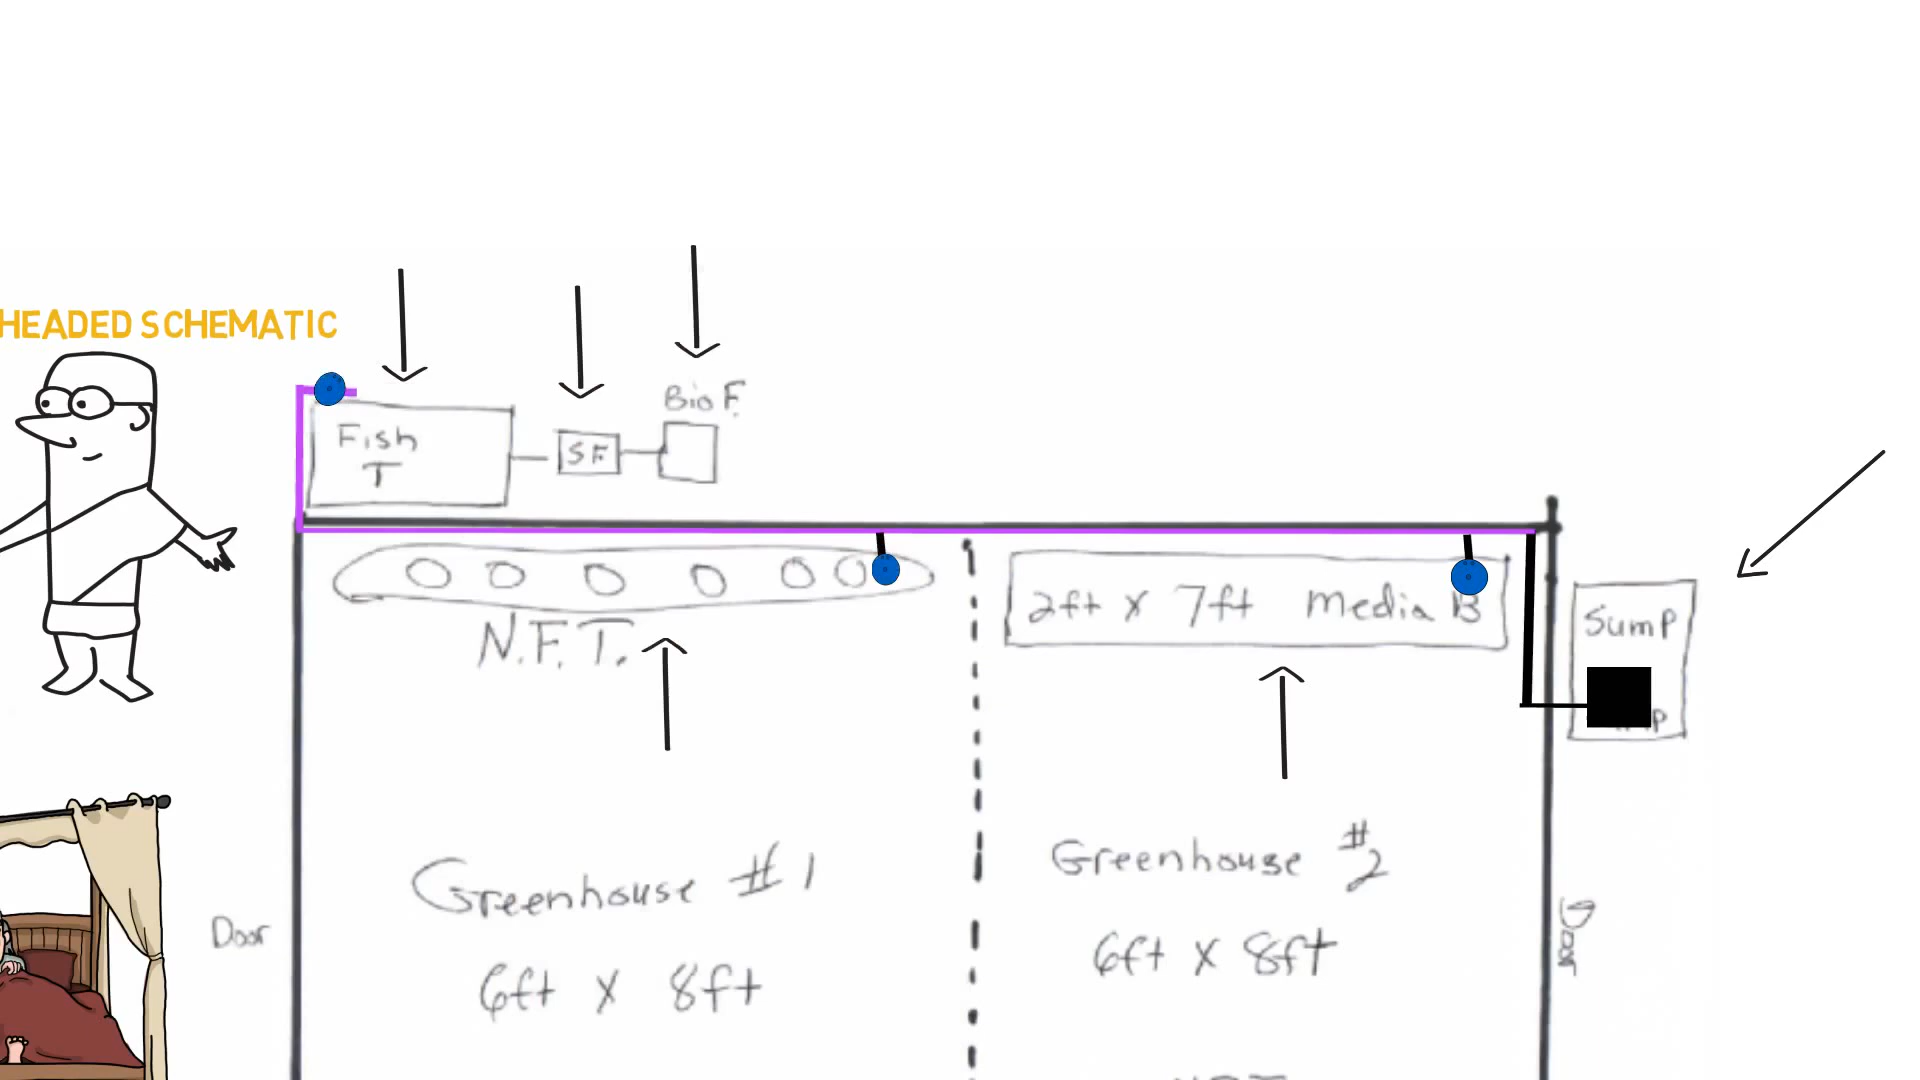 HEADED SCHEMATIC
Bio F.
Fish
T
SF
N.F.T.
2ft x 7ft media B
Sump
P
Greenhouse #1
6ft x 8ft
Greenhouse #2
6ft x 8ft
Door
Door